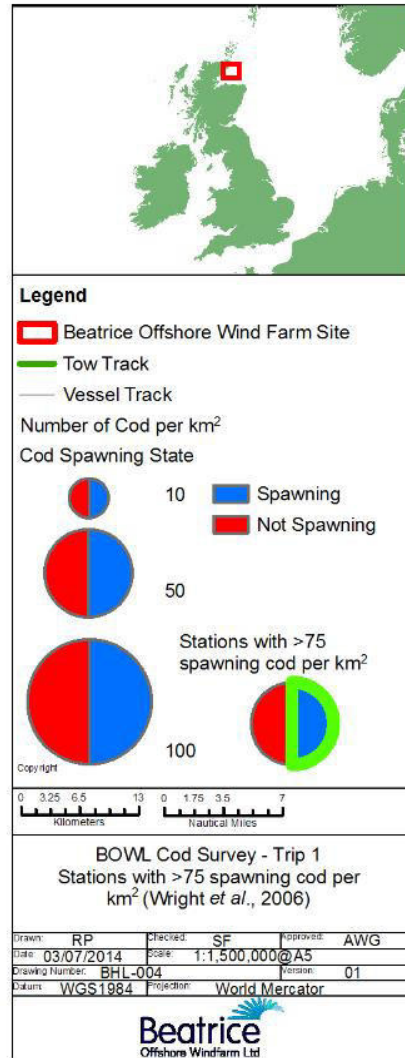 Legend
Beatrice Offshore Wind Farm Site
Tow Track
Vessel Track
Number of Cod per km²
Cod Spawning State
10
Spawning
Not Spawning
50
Stations with >75
spawning cod per km²
100
Copyright
0 3.25 6.5 13
Kilometers
0 1.75 3.5 7
Nautical Miles
BOWL Cod Survey - Trip 1
Stations with >75 spawning cod per
km² (Wright et al., 2006)
Drawn: RP Checked: SF Approved: AWG
Date: 03/07/2014 Scale: 1:1,500,000@A5
Drawing Number: BHL-004 Version: 01
Datum: WGS1984 Projection: World Mercator
Beatrice
Offshore Windfarm Ltd